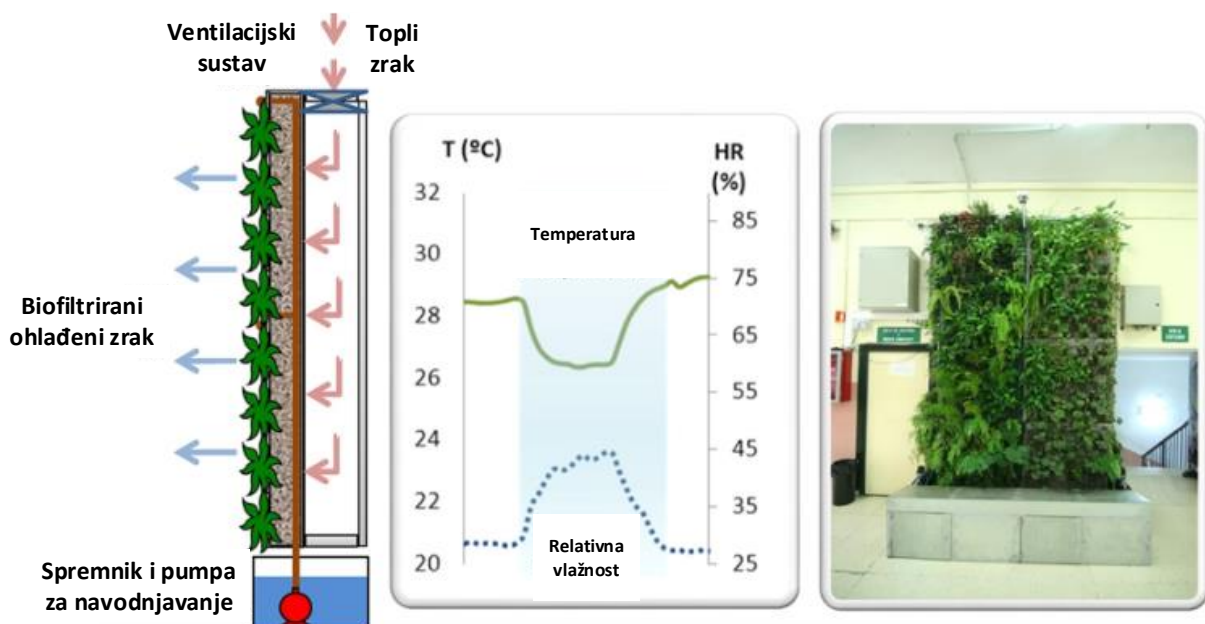 Ventilacijski
sustav
Topli
zrak
Biofiltrirani
ohlađeni zrak
Spremnik i pumpa
za navodnjavanje
T (ºC)
HR
(%)
32
30
28
26
24
22
20
85
75
65
55
45
35
25
Temperatura
Relativna
vlažnost